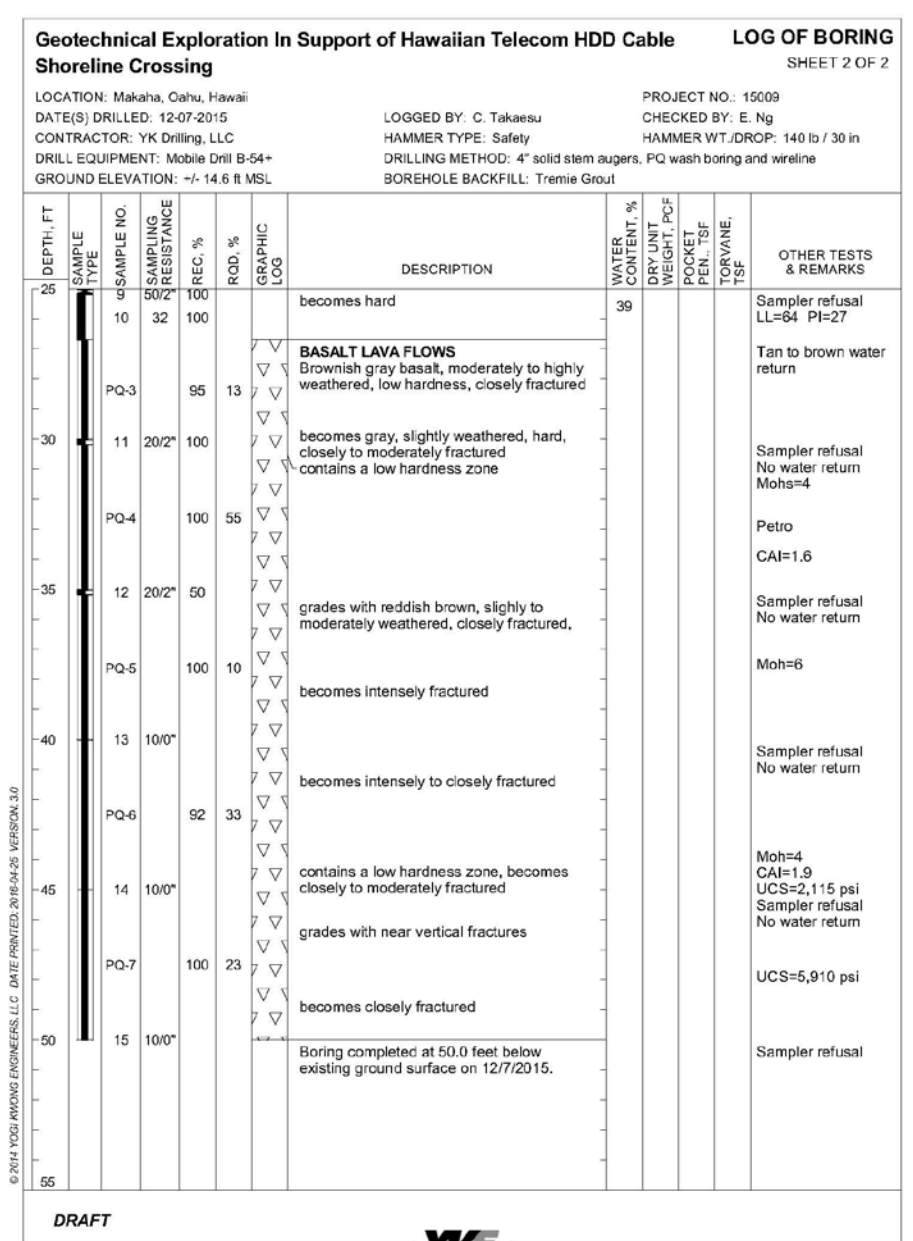 Geotechnical Exploration In Support of Hawaiian Telecom HDD Cable
Shoreline Crossing
LOG OF BORING
SHEET 2 OF 2
LOCATION: Makaha, Oahu, Hawaii
PROJECT NO.: 15009
DATE(S) DRILLED: 12-07-2015
LOGGED BY: C. Takaesu
CHECKED BY: E. Ng
CONTRACTOR: YK Drilling, LLC
HAMMER TYPE: Safety
HAMMER WT./DROP: 140 lb / 30 in
DRILL EQUIPMENT: Mobile Drill B-54+
DRILLING METHOD: 4" solid stem augers, PQ wash boring and wireline
GROUND ELEVATION: +/- 14.6 ft MSL
BOREHOLE BACKFILL: Tremie Grout
DEPTH, FT
SAMPLE
TYPE
SAMPLE NO.
SAMPLING
RESISTANCE
REC, %
RQD, %
GRAPHIC
LOG
DESCRIPTION
WATER
CONTENT, %
DRY UNIT
WEIGHT, PCF
POCKET
PEN., TSF
TORVANE,
TSF
OTHER TESTS
& REMARKS
25
9 50/2" 100
becomes hard
39
Sampler refusal
10 32 100
LL=64 PI=27
BASALT LAVA FLOWS
Brownish gray basalt, moderately to highly
weathered, low hardness, closely fractured
Tan to brown water
return
PQ-3 95 13
30
11 20/2" 100
becomes gray, slightly weathered, hard,
closely to moderately fractured
contains a low hardness zone
Sampler refusal
No water return
Mohs=4
PQ-4 100 55
Petro
CAI=1.6
35
12 20/2" 50
grades with reddish brown, slighly to
moderately weathered, closely fractured,
Sampler refusal
No water return
PQ-5 100 10
Moh=6
becomes intensely fractured
40
13 10/0"
Sampler refusal
No water return
becomes intensely to closely fractured
PQ-6 92 33
45
14 10/0"
contains a low hardness zone, becomes
closely to moderately fractured
Moh=4
CAI=1.9
UCS=2,115 psi
Sampler refusal
No water return
grades with near vertical fractures
PQ-7 100 23
UCS=5,910 psi
becomes closely fractured
50
15 10/0"
Boring completed at 50.0 feet below
existing ground surface on 12/7/2015.
Sampler refusal
55
© 2014 YOGI KWONG ENGINEERS, LLC DATE PRINTED: 2016-04-25 VERSION: 3.0
DRAFT